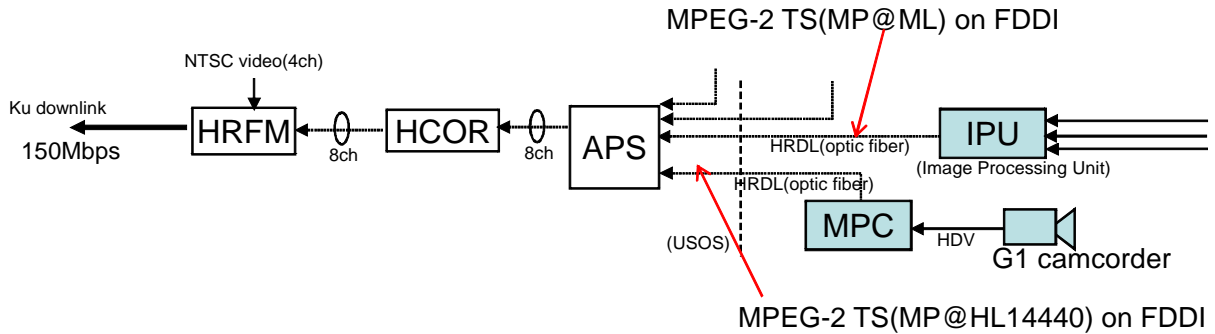 MPEG-2 TS(MP@ML) on FDDI
NTSC video(4ch)
Ku downlink
150Mbps
HRFM
8ch
HCOR
8ch
APS
HRDL(optic fiber)
IPU
(Image Processing Unit)
HRDL(optic fiber)
MPC
HDV
G1 camcorder
(USOS)
MPEG-2 TS(MP@HL14440) on FDDI